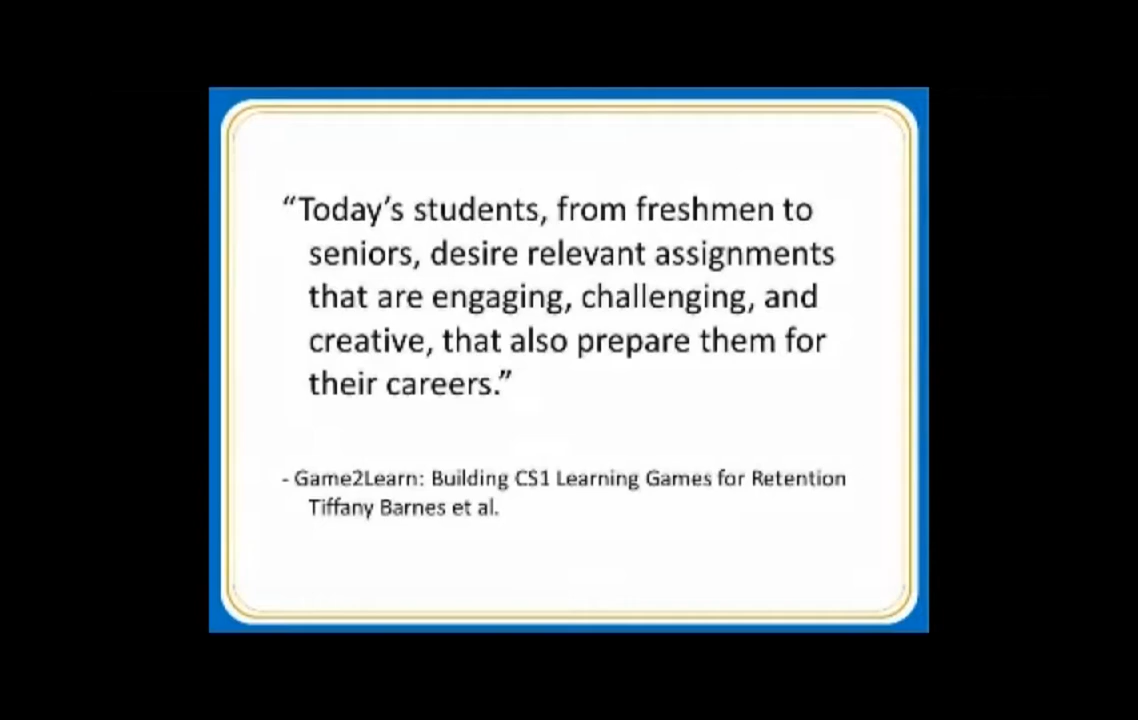 “Today’s students, from freshmen to
seniors, desire relevant assignments
that are engaging, challenging, and
creative, that also prepare them for
their careers.”
- Game2Learn: Building CS1 Learning Games for Retention
Tiffany Barnes et al.